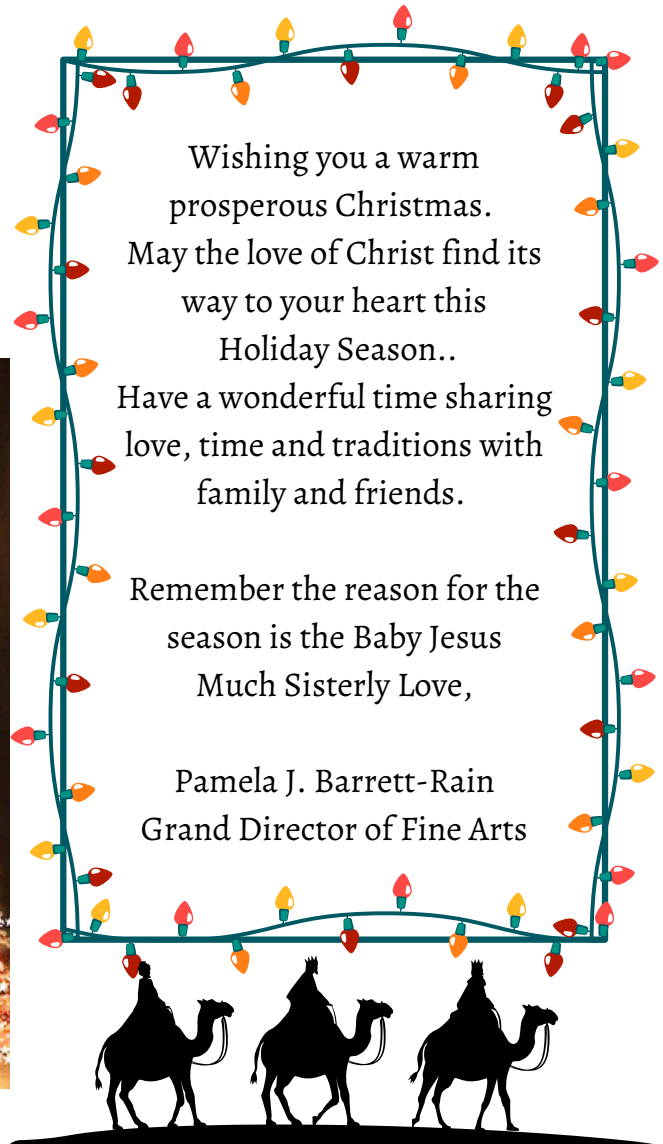 Wishing you a warm
prosperous Christmas.
May the love of Christ find its
way to your heart this
Holiday Season..
Have a wonderful time sharing
love, time and traditions with
family and friends.
Remember the reason for the
season is the Baby Jesus
Much Sisterly Love,
Pamela J. Barrett-Rain
Grand Director of Fine Arts